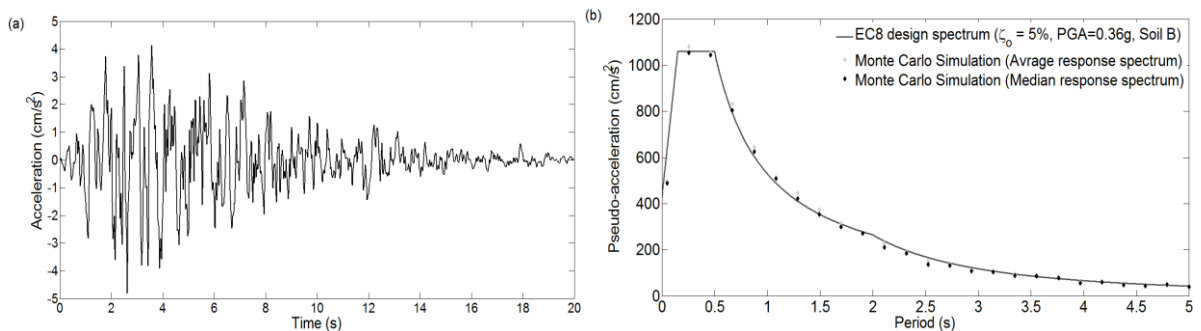 (a)
5
4
3
2
1
0
-1
-2
-3
-4
-5
Acceleration (cm/s²)
0 2 4 6 8 10 12 14 16 18 20
Time (s)
(b)
1200
1000
800
600
400
200
0
Pseudo-acceleration (cm/s²)
EC8 design spectrum (ζo = 5%, PGA=0.36g, Soil B)
Monte Carlo Simulation (Avrage response spectrum)
Monte Carlo Simulation (Median response spectrum)
0 0.5 1 1.5 2 2.5 3 3.5 4 4.5 5
Period (s)